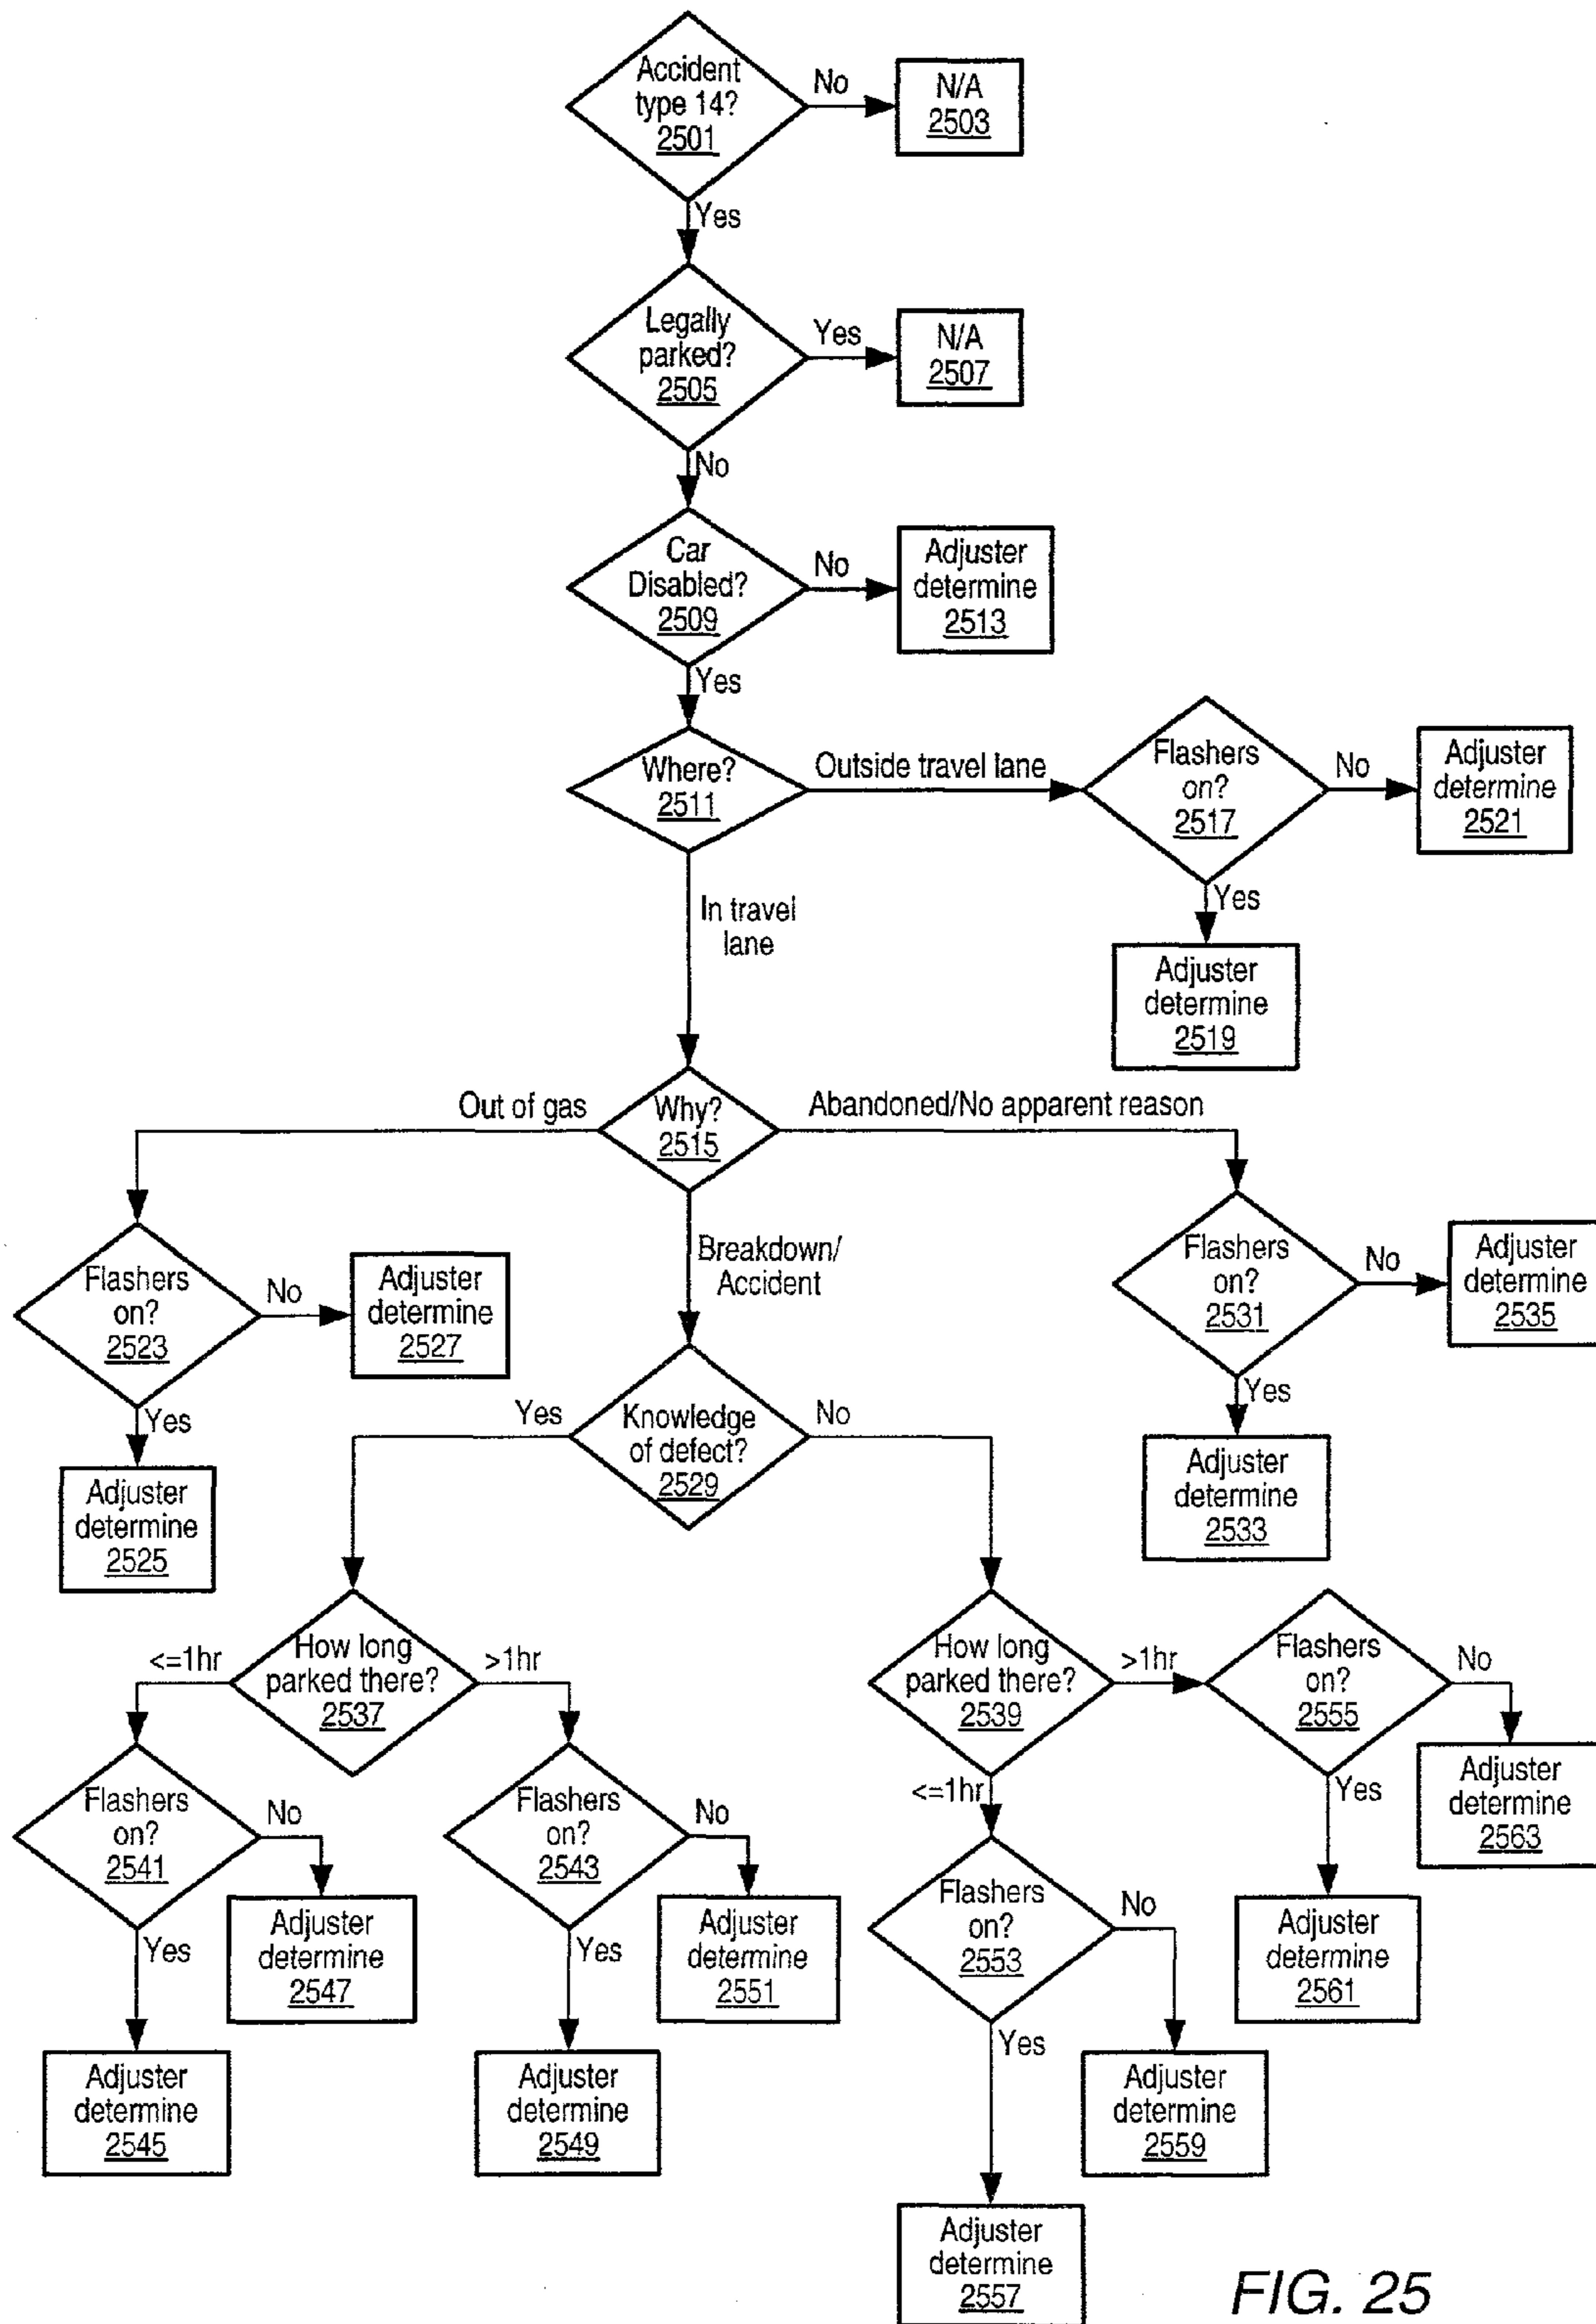 Accident
type 14?
2501
No
N/A
2503
Yes
Legally
parked?
2505
Yes
N/A
2507
No
Car
Disabled?
2509
No
Adjuster
determine
2513
Yes
Where?
2511
Outside travel lane
Flashers
on?
2517
No
Adjuster
determine
2521
Yes
Adjuster
determine
2519
In travel
lane
Why?
2515
Out of gas
Abandoned/No apparent reason
Flashers
on?
2523
No
Adjuster
determine
2527
Yes
Adjuster
determine
2525
Breakdown/
Accident
Flashers
on?
2531
No
Adjuster
determine
2535
Yes
Adjuster
determine
2533
Knowledge
of defect?
2529
Yes
No
How long
parked there?
2537
<=1hr
>1hr
Flashers
on?
2541
No
Adjuster
determine
2547
Yes
Adjuster
determine
2545
Flashers
on?
2543
No
Adjuster
determine
2551
Yes
Adjuster
determine
2549
How long
parked there?
2539
>1hr
Flashers
on?
2555
No
Adjuster
determine
2563
Yes
Adjuster
determine
2561
<=1hr
Flashers
on?
2553
No
Adjuster
determine
2559
Yes
Adjuster
determine
2557
FIG. 25